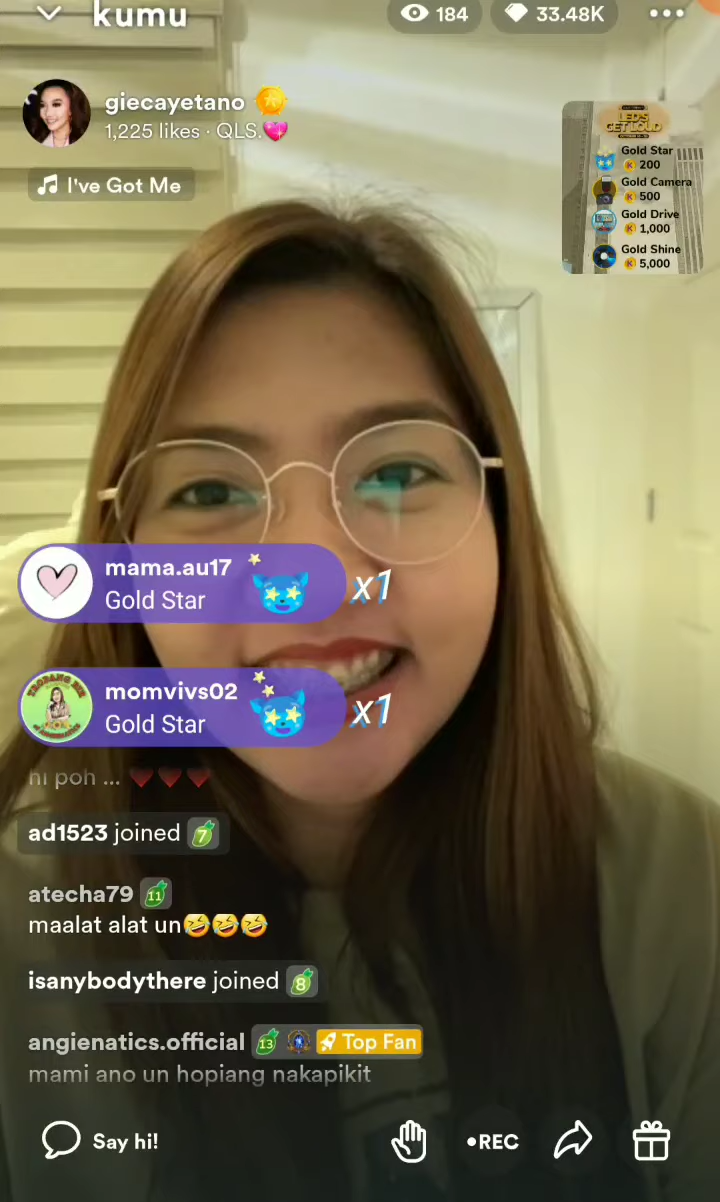 kumu
184
33.48K
giecayetano
1,225 likes · QLS.💖
I've Got Me
LED'S
GET LOUD
Gold Star
200
Gold Camera
500
Gold Drive
1,000
Gold Shine
5,000
mama.au17
Gold Star
x1
momvivs02
Gold Star
x1
hi poh ... ❤️❤️❤️
ad1523 joined 7
atecha79 11
maalat alat un🤣🤣🤣
isanybodythere joined 8
angienatics.official 13 Top Fan
mami ano un hopiang nakapikit
Say hi!
•REC